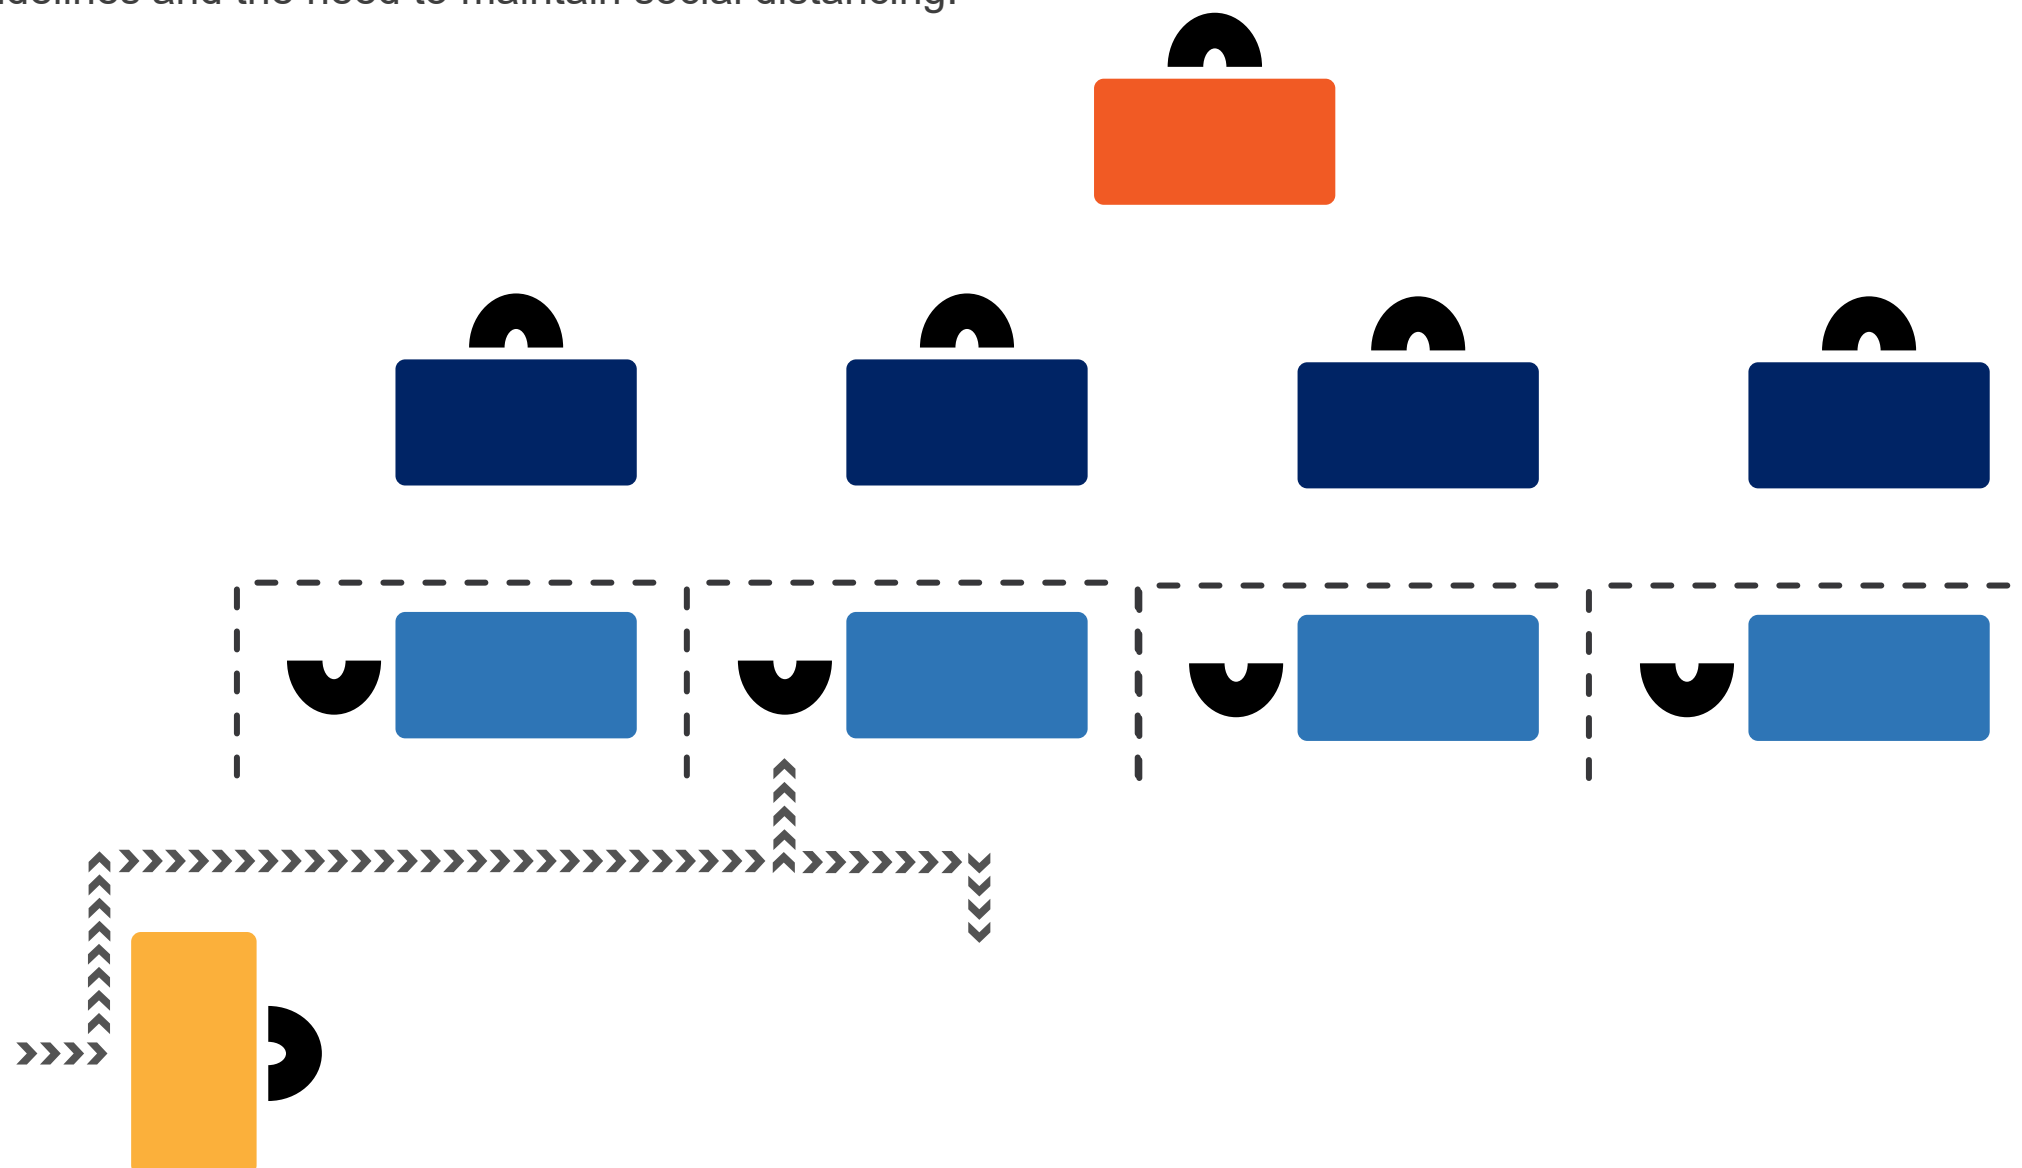 and the need to maintain social distancing.